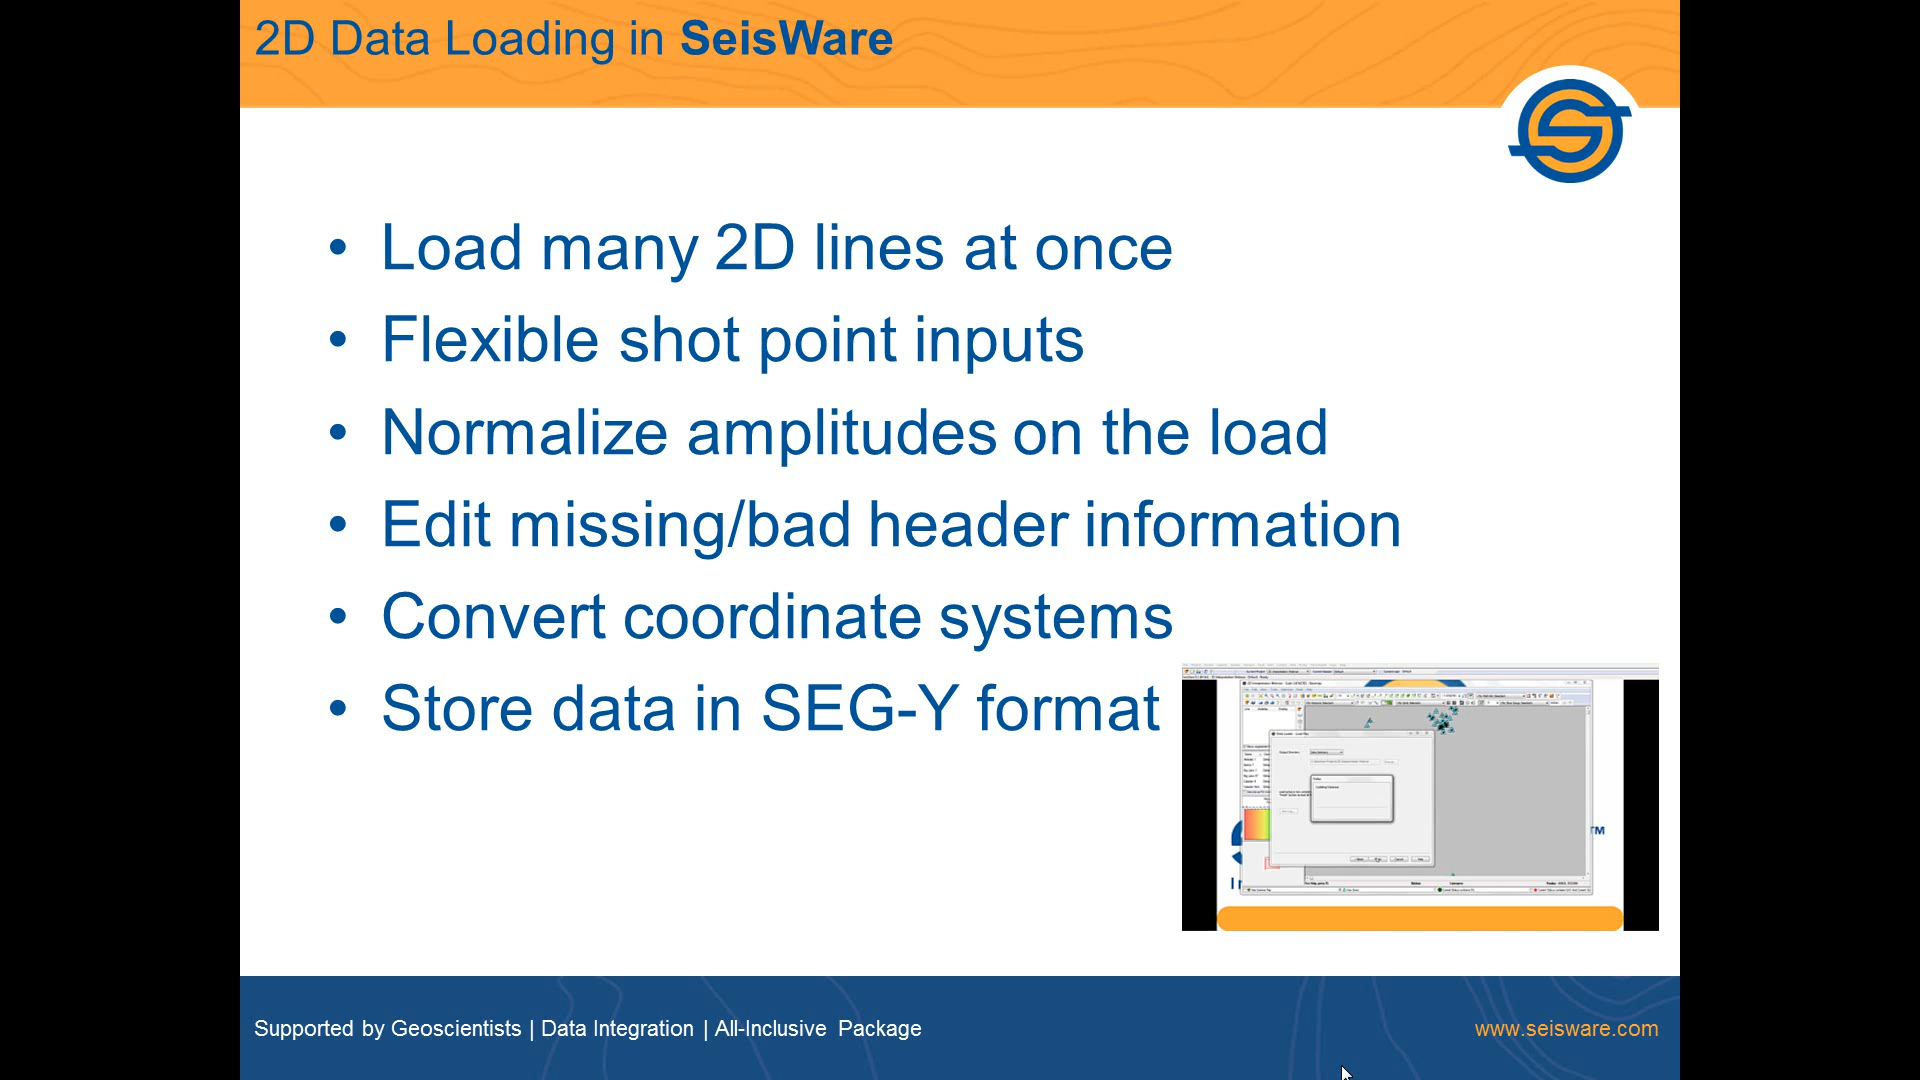 2D Data Loading in SeisWare
• Load many 2D lines at once
• Flexible shot point inputs
• Normalize amplitudes on the load
• Edit missing/bad header information
• Convert coordinate systems
• Store data in SEG-Y format
TM
Supported by Geoscientists | Data Integration | All-Inclusive Package
www.seisware.com